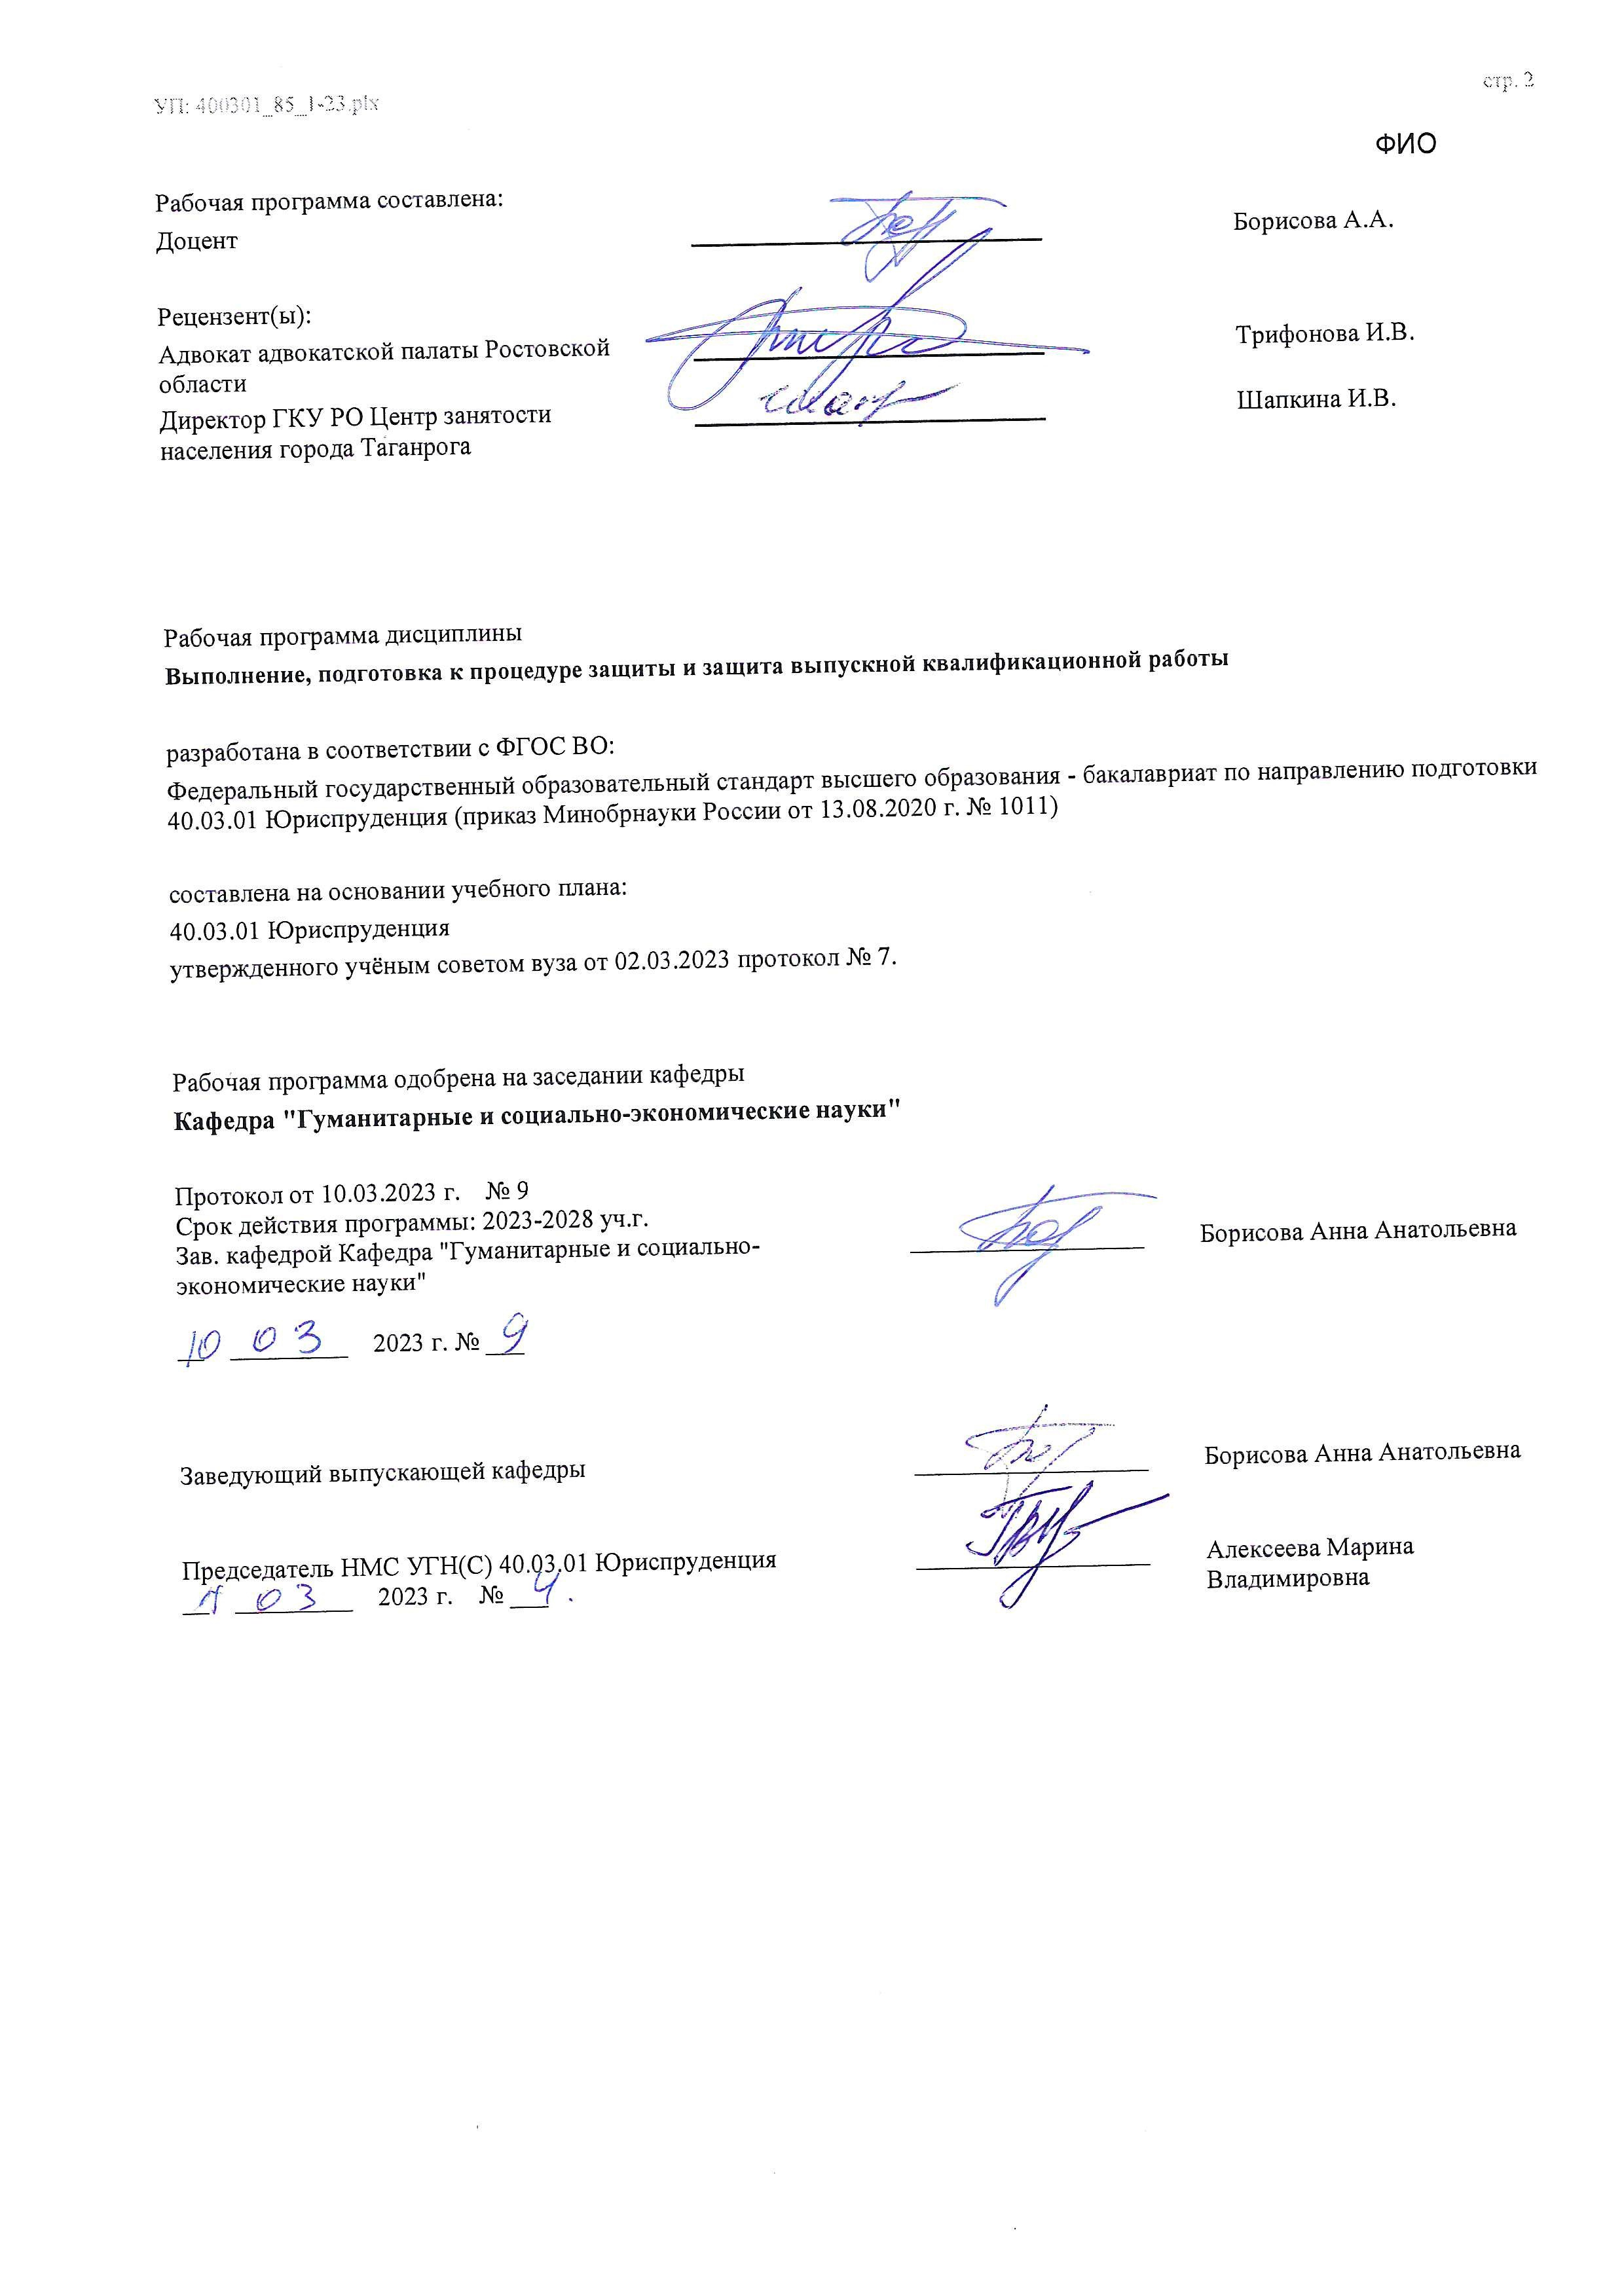 стр. 2
УП: 400301_85_1-23.plx
ФИО
Рабочая программа составлена:
Доцент
Борисова А.А.
Рецензент(ы):
Адвокат адвокатской палаты Ростовской
области
Трифонова И.В.
Директор ГКУ РО Центр занятости
населения города Таганрога
Шапкина И.В.
Рабочая программа дисциплины
Выполнение, подготовка к процедуре защиты и защита выпускной квалификационной работы
разработана в соответствии с ФГОС ВО:
Федеральный государственный образовательный стандарт высшего образования - бакалавриат по направлению подготовки
40.03.01 Юриспруденция (приказ Минобрнауки России от 13.08.2020 г. № 1011)
составлена на основании учебного плана:
40.03.01 Юриспруденция
утвержденного учёным советом вуза от 02.03.2023 протокол № 7.
Рабочая программа одобрена на заседании кафедры
Кафедра "Гуманитарные и социально-экономические науки"
Протокол от 10.03.2023 г. № 9
Срок действия программы: 2023-2028 уч.г.
Зав. кафедрой Кафедра "Гуманитарные и социально-
экономические науки"
Борисова Анна Анатольевна
10 03 2023 г. № 9
Заведующий выпускающей кафедры
Борисова Анна Анатольевна
Председатель НМС УГН(С) 40.03.01 Юриспруденция
Алексеева Марина
Владимировна
03 2023 г. № 4.